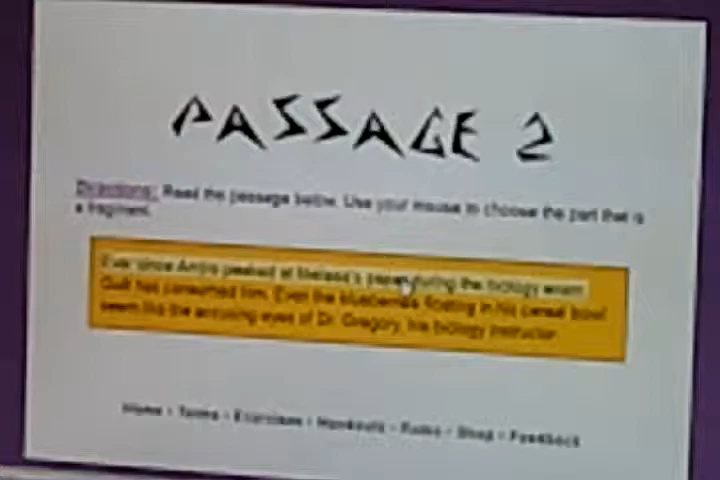 PASSAGE 2
Directions: Read the passage below. Use your mouse to choose the part that is
a fragment.
Ever since Andre peeked at Melissa's paper during the biology exam.
Guilt has consumed him. Even the blueberries floating in his cereal bowl
seem like the accusing eyes of Dr. Gregory, his biology instructor.
Home • Terms • Exercises • Handouts • Rules • Shop • Feedback